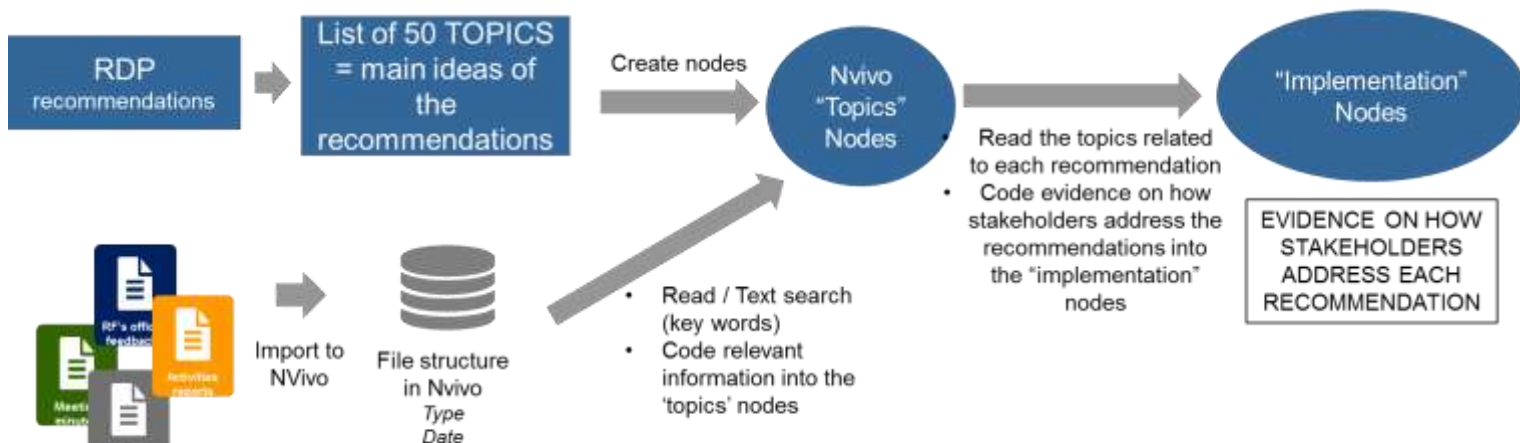 RDP
recommendations
List of 50 TOPICS
= main ideas of
the
recommendations
Create nodes
Nvivo
“Topics”
Nodes
• Read the topics related
to each recommendation
• Code evidence on how
stakeholders address the
recommendations into
the “implementation”
nodes
“Implementation”
Nodes
EVIDENCE ON HOW
STAKEHOLDERS
ADDRESS EACH
RECOMMENDATION
RF's offic
feedbac
Activities
reports
Meeti
minut
Import to
NVivo
File structure
in Nvivo
Type
Date
• Read / Text search
(key words)
• Code relevant
information into the
‘topics’ nodes